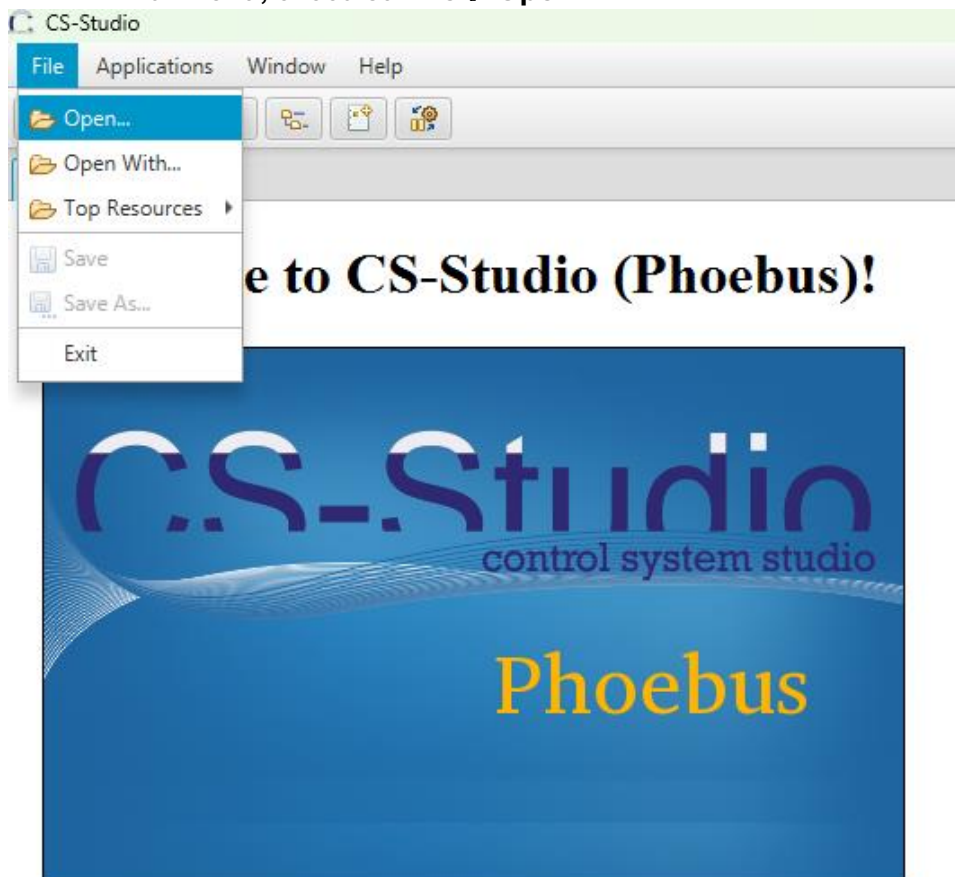 CS-Studio
File Applications Window Help
Open...
Open With...
Top Resources
Save
Save As...
Exit
e to CS-Studio (Phoebus)!
CS-Studio
control system studio
Phoebus